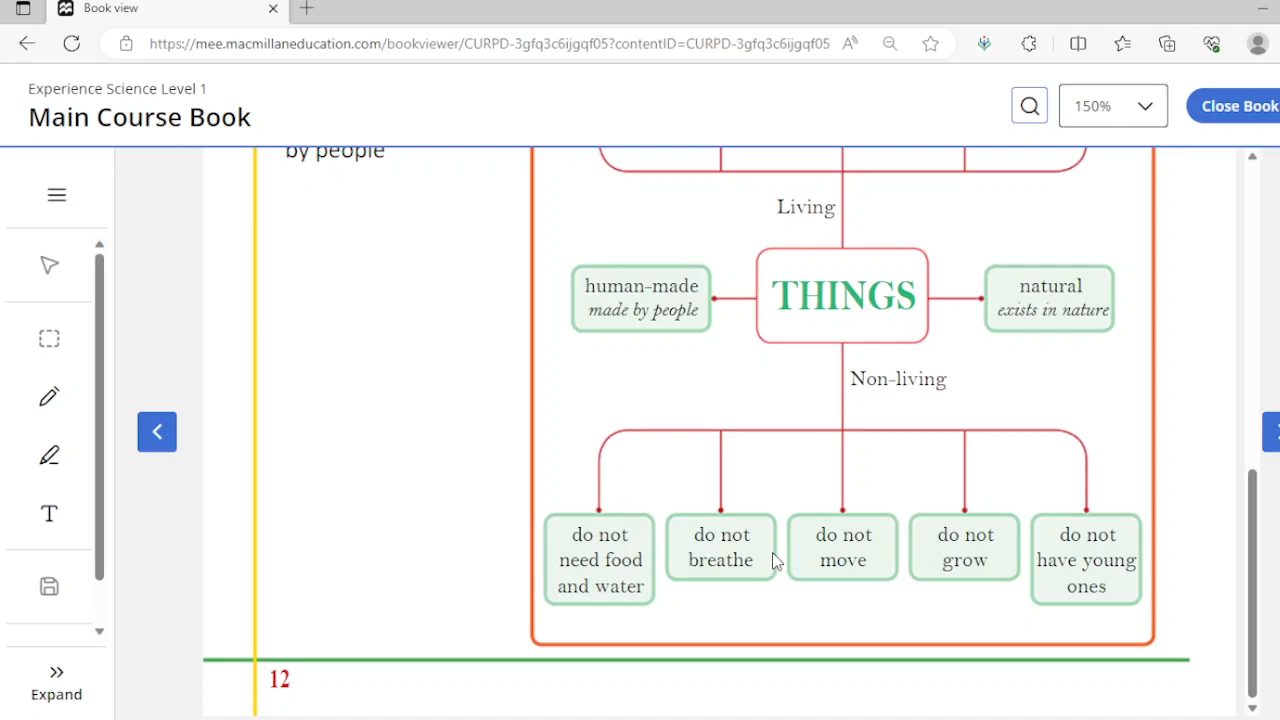 Book view
https://mee.macmillaneducation.com/bookviewer/CURPD-3gfq3c6ijgqf05?contentID=CURPD-3gfq3c6ijgqf05
Experience Science Level 1
Main Course Book
150%
Close Book
by people
Living
human-made
made by people
THINGS
natural
exists in nature
Non-living
do not
need food
and water
do not
breathe
do not
move
do not
grow
do not
have young
ones
T
Expand
12